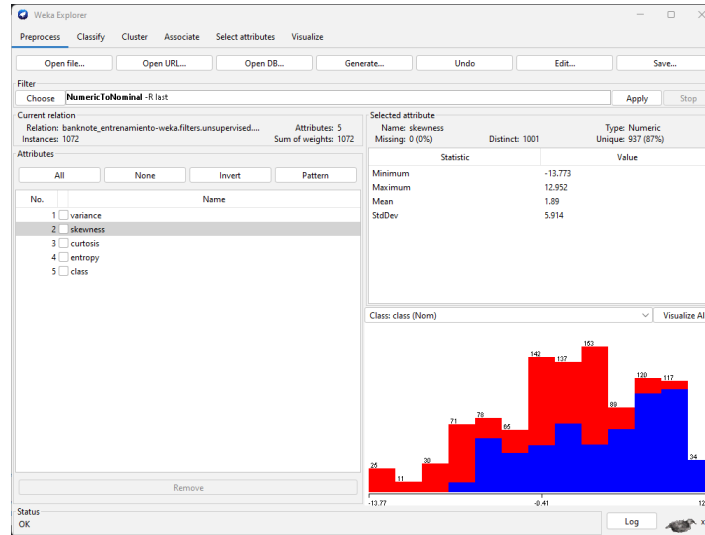 Weka Explorer
Preprocess Classify Cluster Associate Select attributes Visualize
Open file... Open URL... Open DB... Generate... Undo Edit... Save...
Filter
Choose NumericToNominal -R last Apply Stop
Current relation
Relation: banknote_entrenamiento-weka.filters.unsupervised.... Attributes: 5
Instances: 1072 Sum of weights: 1072
Selected attribute
Name: skewness Type: Numeric
Missing: 0 (0%) Distinct: 1001 Unique: 937 (87%)
Attributes
All None Invert Pattern
No. Name
1 variance
2 skewness
3 curtosis
4 entropy
5 class
Remove
Statistic Value
Minimum -13.773
Maximum 12.952
Mean 1.89
StdDev 5.914
Class: class (Nom) Visualize Al
25
11
30
71
78
65
142
137
153
89
120
117
34
-13.77 -0.41 12
Status
OK
Log x